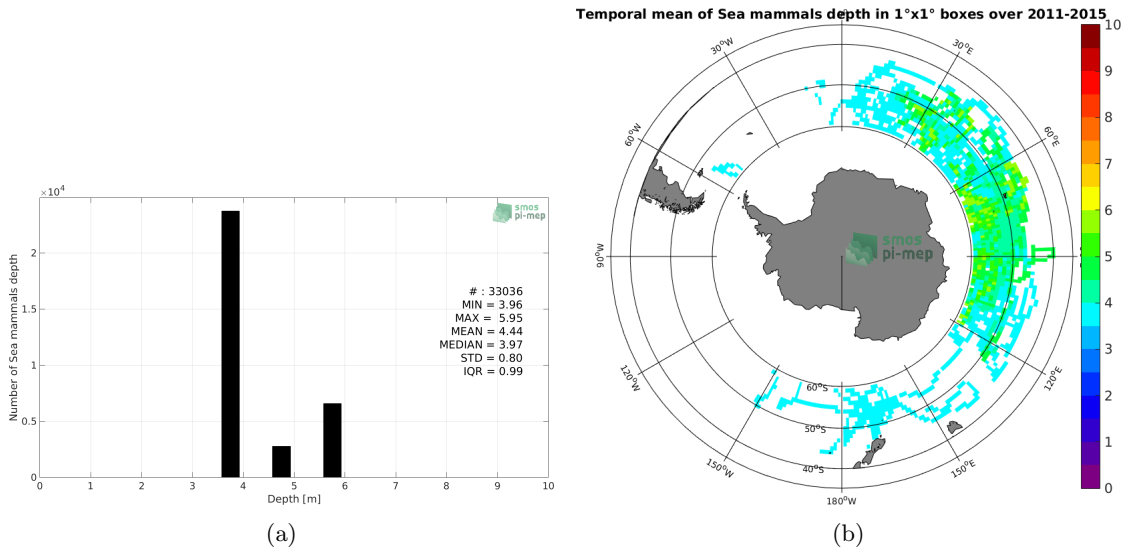 Temporal mean of Sea mammals depth in 1°x1° boxes over 2011-2015
×10⁴
2
1.5
1
0.5
0
Number of Sea mammals depth
0 1 2 3 4 5 6 7 8 9 10
Depth [m]
smos
pi-mep
# : 33036
MIN = 3.96
MAX = 5.95
MEAN = 4.44
MEDIAN = 3.97
STD = 0.80
IQR = 0.99
(a)
30°W
30°E
60°W
60°E
90°W
120°W
120°E
150°W
150°E
180°W
60°S
50°S
40°S
smos
pi-mep
10
9
8
7
6
5
4
3
2
1
0
(b)